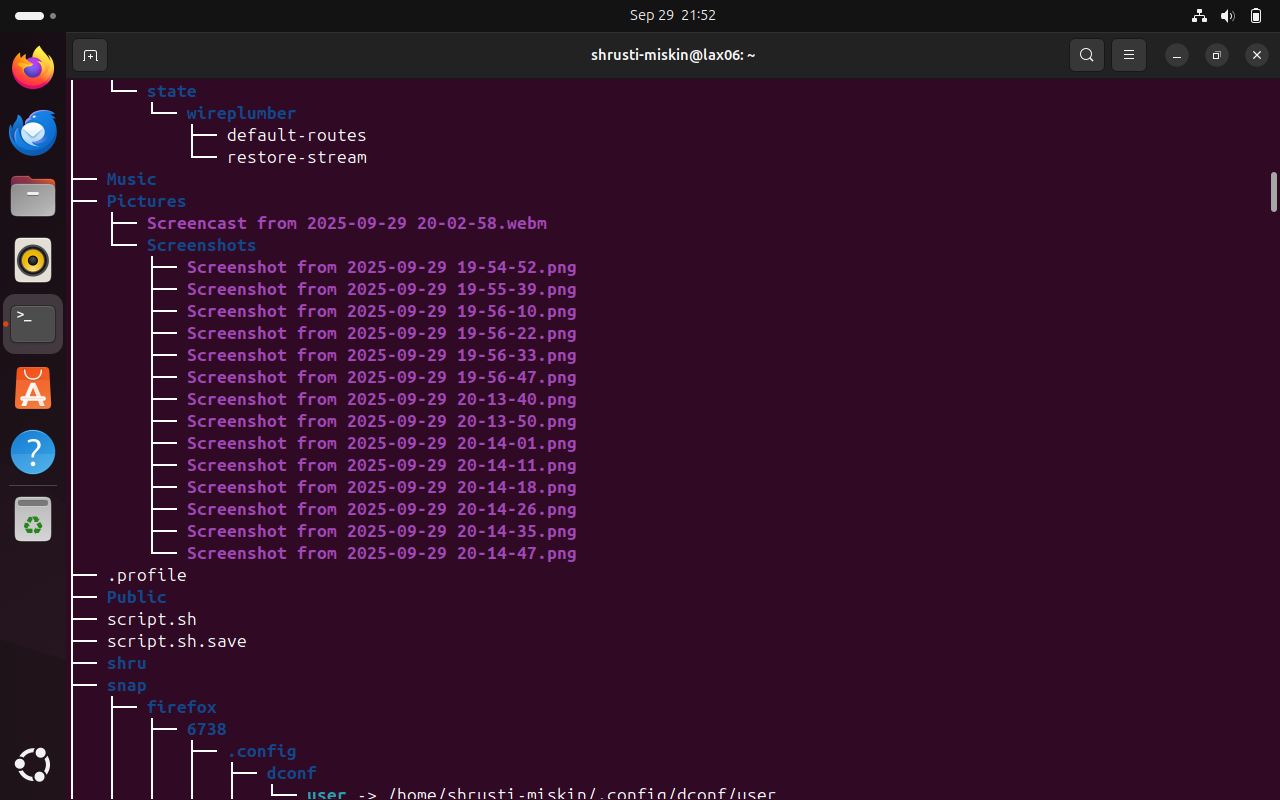 Sep 29 21:52
shrusti-miskin@lax06: ~
└── state
└── wireplumber
├── default-routes
└── restore-stream
├── Music
├── Pictures
├── Screencast from 2025-09-29 20-02-58.webm
└── Screenshots
├── Screenshot from 2025-09-29 19-54-52.png
├── Screenshot from 2025-09-29 19-55-39.png
├── Screenshot from 2025-09-29 19-56-10.png
├── Screenshot from 2025-09-29 19-56-22.png
├── Screenshot from 2025-09-29 19-56-33.png
├── Screenshot from 2025-09-29 19-56-47.png
├── Screenshot from 2025-09-29 20-13-40.png
├── Screenshot from 2025-09-29 20-13-50.png
├── Screenshot from 2025-09-29 20-14-01.png
├── Screenshot from 2025-09-29 20-14-11.png
├── Screenshot from 2025-09-29 20-14-18.png
├── Screenshot from 2025-09-29 20-14-26.png
├── Screenshot from 2025-09-29 20-14-35.png
└── Screenshot from 2025-09-29 20-14-47.png
├── .profile
├── Public
├── script.sh
├── script.sh.save
├── shru
├── snap
├── firefox
├── 6738
├── .config
├── dconf
└── user -> /home/shrusti-miskin/.config/dconf/user